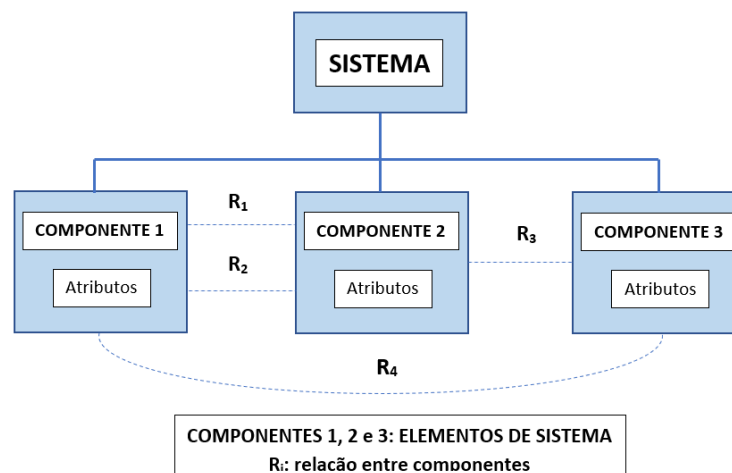 SISTEMA
R₁
COMPONENTE 1
COMPONENTE 2
R₃
COMPONENTE 3
R₂
Atributos
Atributos
Atributos
R₄
COMPONENTES 1, 2 e 3: ELEMENTOS DE SISTEMA
Rᵢ: relação entre componentes